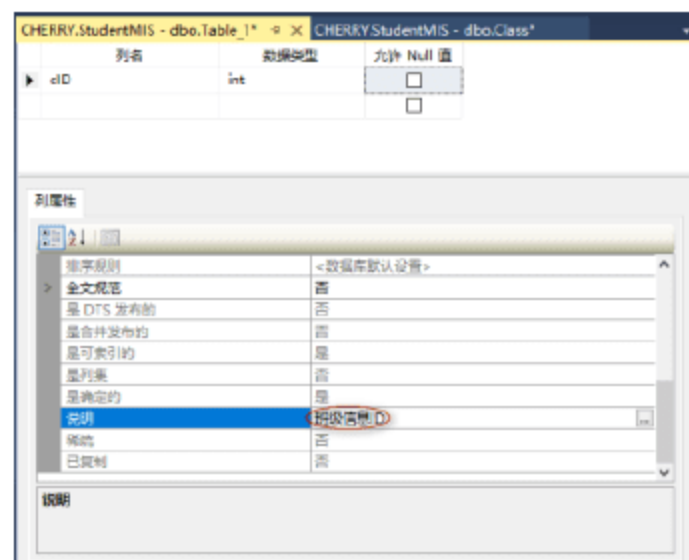 CHERRY.StudentMIS - dbo.Table_1* CHERRY.StudentMIS - dbo.Class*
列名 数据类型 允许 Null 值
cID int
列属性
排序规则 <数据库默认设置>
全文规范 否
是 DTS 发布的 否
是合并发布的 否
是可索引的 是
是列集 否
是确定的 是
说明 班级信息ID
稀疏 否
已复制 否
说明